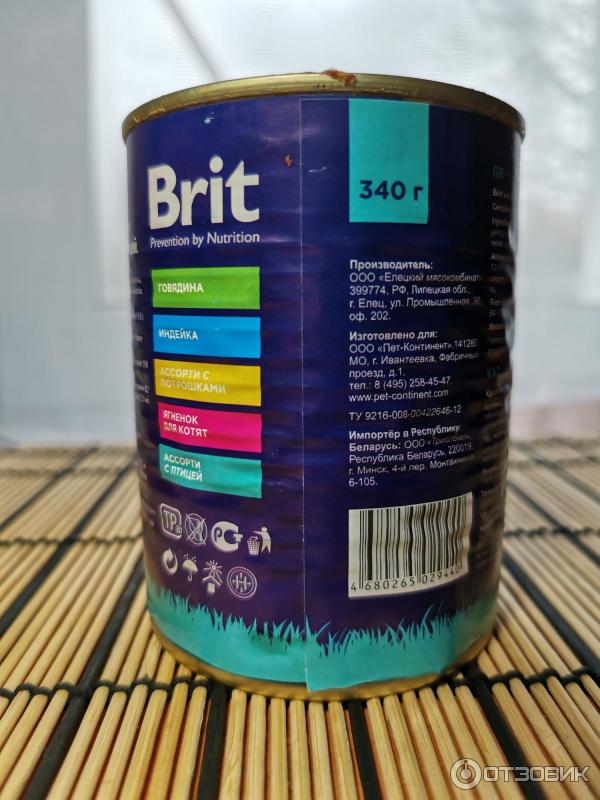 Brit
Prevention by Nutrition
ГОВЯДИНА
ИНДЕЙКА
АССОРТИ С
ПОТРОШКАМИ
ЯГНЕНОК
ДЛЯ КОТЯТ
АССОРТИ
С ПТИЦЕЙ
340 г
Производитель:
ООО «Елецкий мясокомбинат»
399774, РФ, Липецкая обл.,
г. Елец, ул. Промышленная
оф. 202.
Изготовлено для:
ООО «Пет-Континент»,
МО, г. Ивантеевка, Фабричный
проезд, д.1.
тел.: 8 (495) 258-45-47
www.pet-continent.com
ТУ 9216-008-00422646-12
Импортёр в Республику
Беларусь: ООО
Республика Беларусь, 220019,
г. Минск, 4-й пер.
6-105.
4 680265 029440
GB
ОТЗОВИК